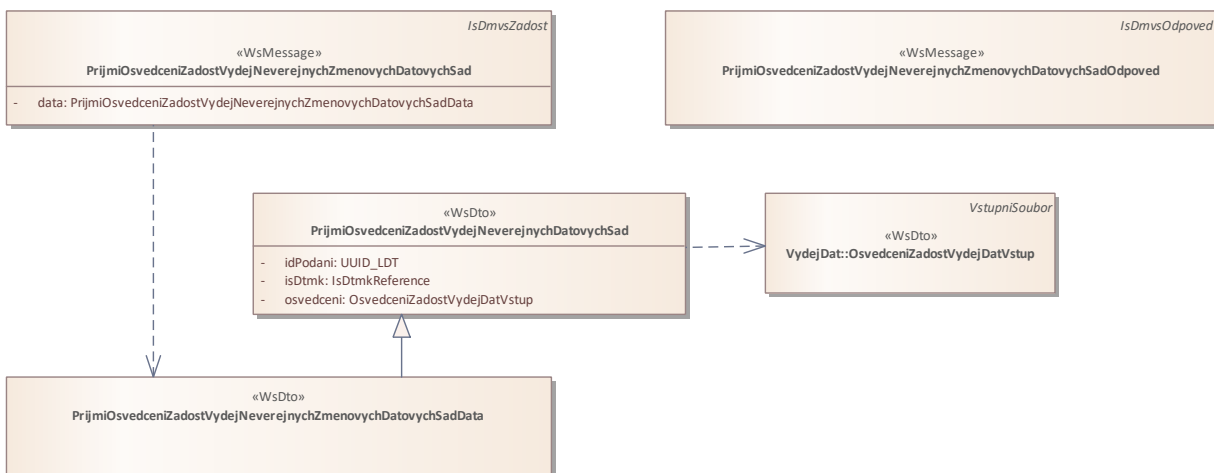 IsDmvsZadost
«WsMessage»
PrijmiOsvedceniZadostVydejNeverejnychZmenovychDatovychSad
- data: PrijmiOsvedceniZadostVydejNeverejnychZmenovychDatovychSadData
IsDmvsOdpoved
«WsMessage»
PrijmiOsvedceniZadostVydejNeverejnychZmenovychDatovychSadOdpoved
«WsDto»
PrijmiOsvedceniZadostVydejNeverejnychDatovychSad
- idPodani: UUID_LDT
- isDtmk: IsDtmkReference
- osvedceni: OsvedceniZadostVydejDatVstup
VstupniSoubor
«WsDto»
VydejDat::OsvedceniZadostVydejDatVstup
«WsDto»
PrijmiOsvedceniZadostVydejNeverejnychZmenovychDatovychSadData